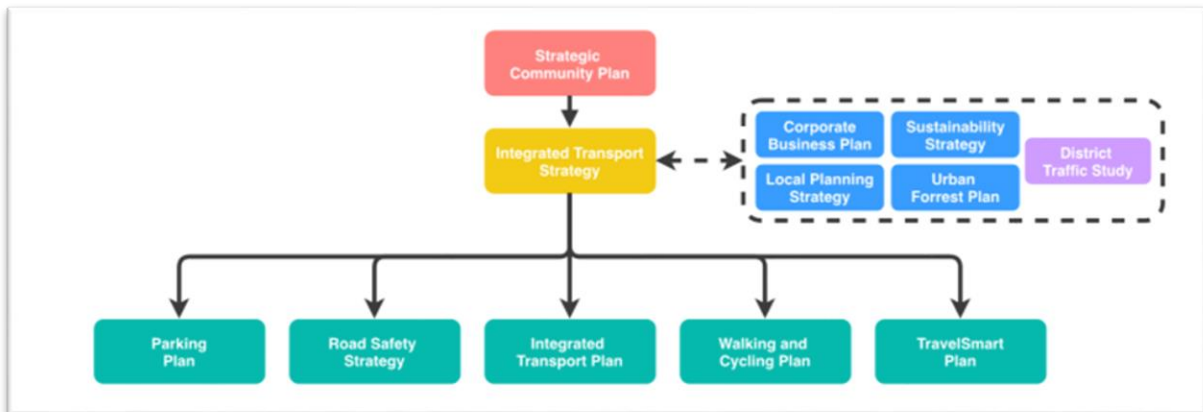 Strategic
Community Plan
Integrated Transport
Strategy
Corporate
Business Plan
Sustainability
Strategy
District
Traffic Study
Local Planning
Strategy
Urban
Forrest Plan
Parking
Plan
Road Safety
Strategy
Integrated
Transport Plan
Walking and
Cycling Plan
TravelSmart
Plan